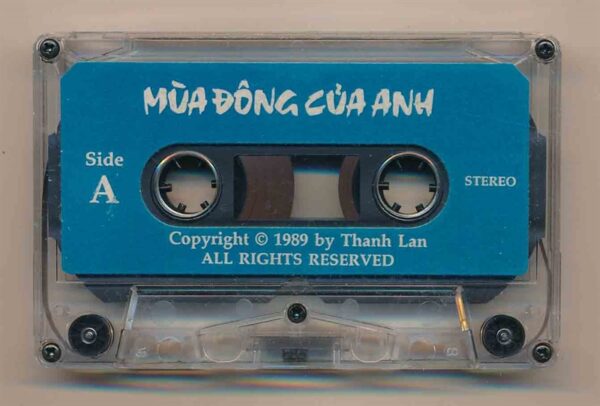 MÙA ĐÔNG CỦA ANH
Side
A
STEREO
Copyright © 1989 by Thanh Lan
ALL RIGHTS RESERVED